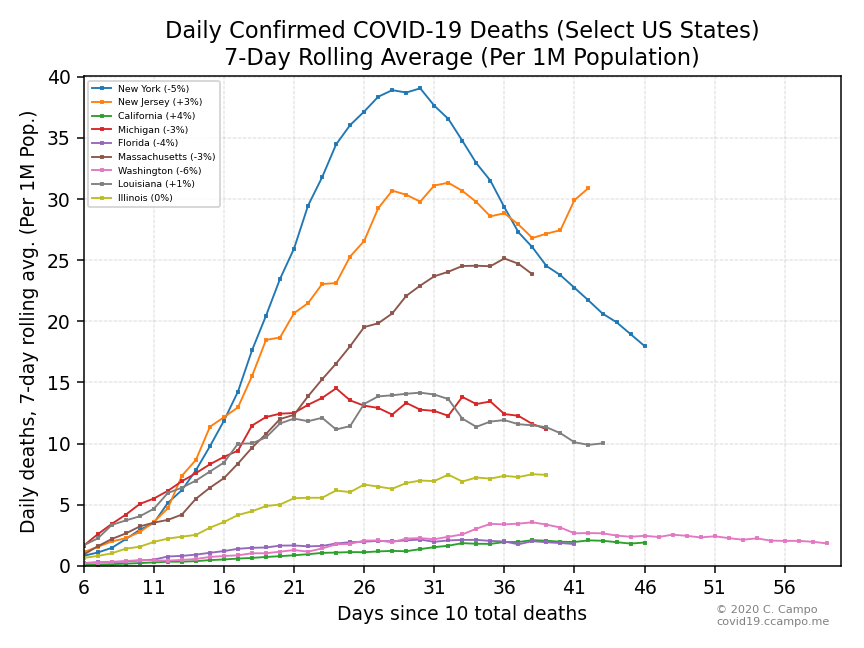 Daily Confirmed COVID-19 Deaths (Select US States)
7-Day Rolling Average (Per 1M Population)
Daily deaths, 7-day rolling avg. (Per 1M Pop.)
40
35
30
25
20
15
10
5
0
New York (-5%)
New Jersey (+3%)
California (+4%)
Michigan (-3%)
Florida (-4%)
Massachusetts (-3%)
Washington (-6%)
Louisiana (+1%)
Illinois (0%)
6 11 16 21 26 31 36 41 46 51 56
Days since 10 total deaths
© 2020 C. Campo
covid19.ccampo.me